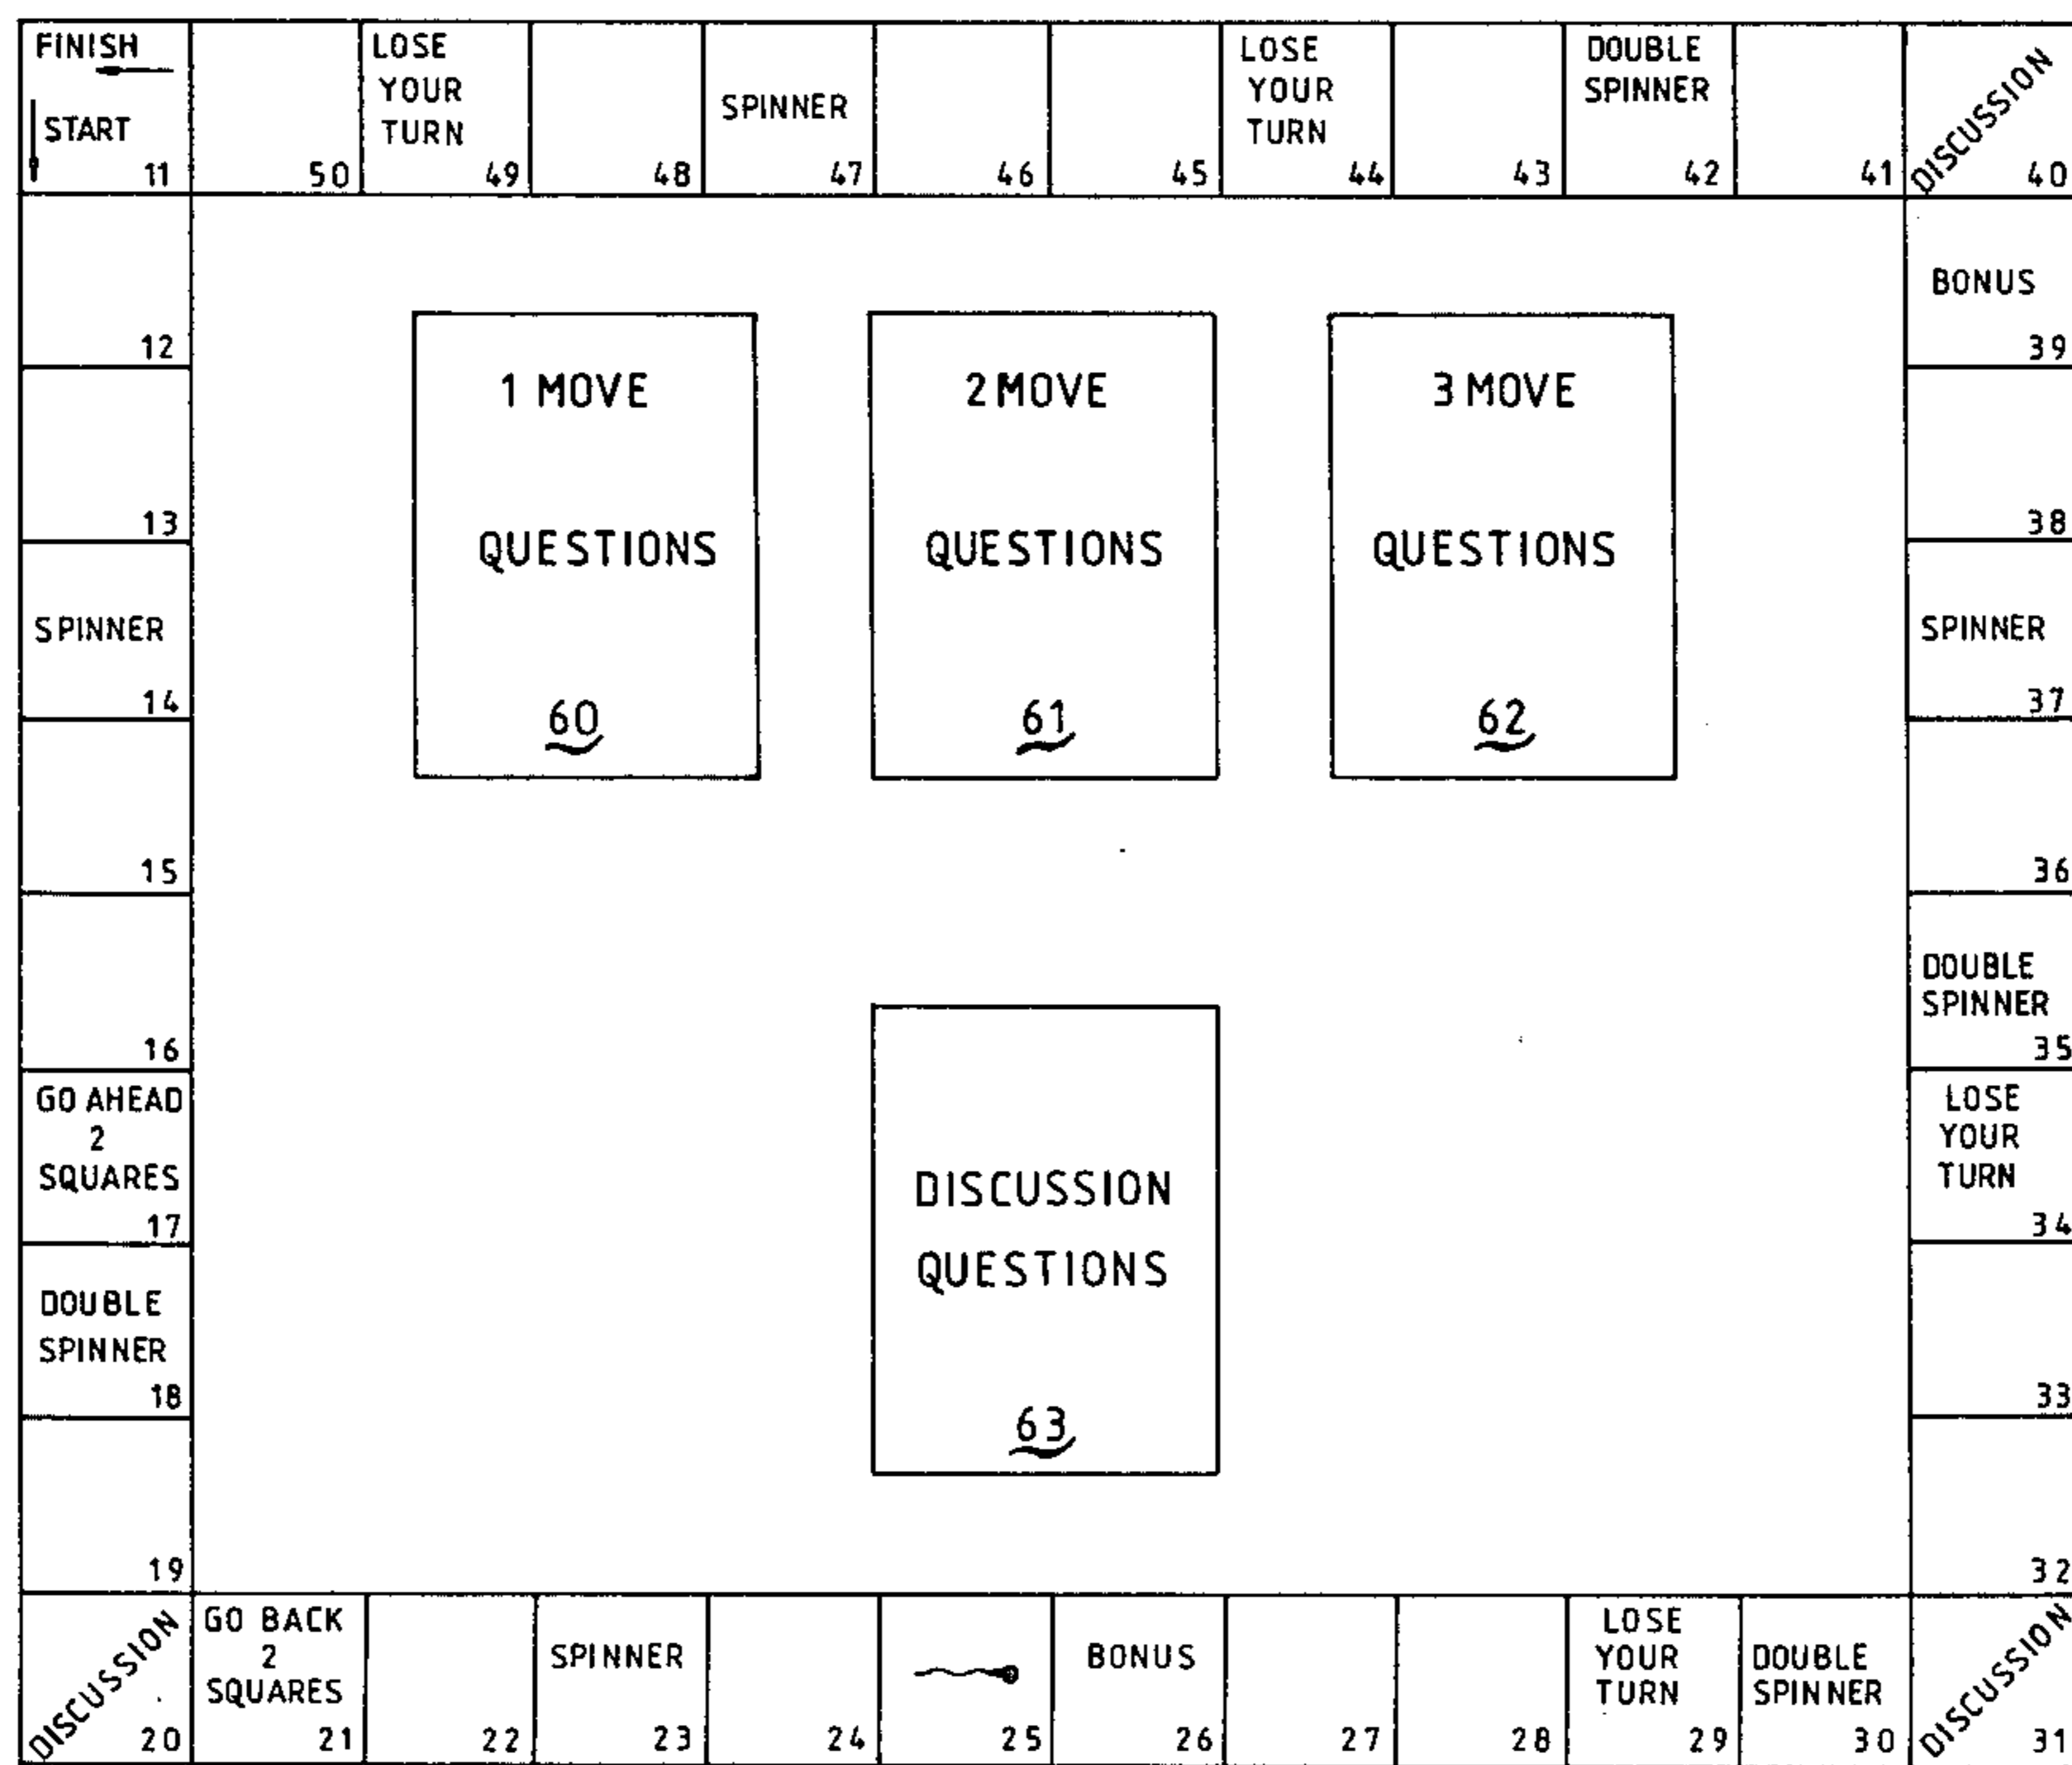 FINISH
START
11
50
LOSE
YOUR
TURN
49
48
SPINNER
47
46
45
LOSE
YOUR
TURN
44
43
DOUBLE
SPINNER
42
41
DISCUSSION
40
12
13
SPINNER
14
15
16
GO AHEAD
2
SQUARES
17
DOUBLE
SPINNER
18
19
1 MOVE
QUESTIONS
60
2 MOVE
QUESTIONS
61
3 MOVE
QUESTIONS
62
DISCUSSION
QUESTIONS
63
BONUS
39
38
SPINNER
37
36
DOUBLE
SPINNER
35
LOSE
YOUR
TURN
34
33
32
DISCUSSION
20
GO BACK
2
SQUARES
21
22
SPINNER
23
24
25
BONUS
26
27
28
LOSE
YOUR
TURN
29
DOUBLE
SPINNER
30
DISCUSSION
31